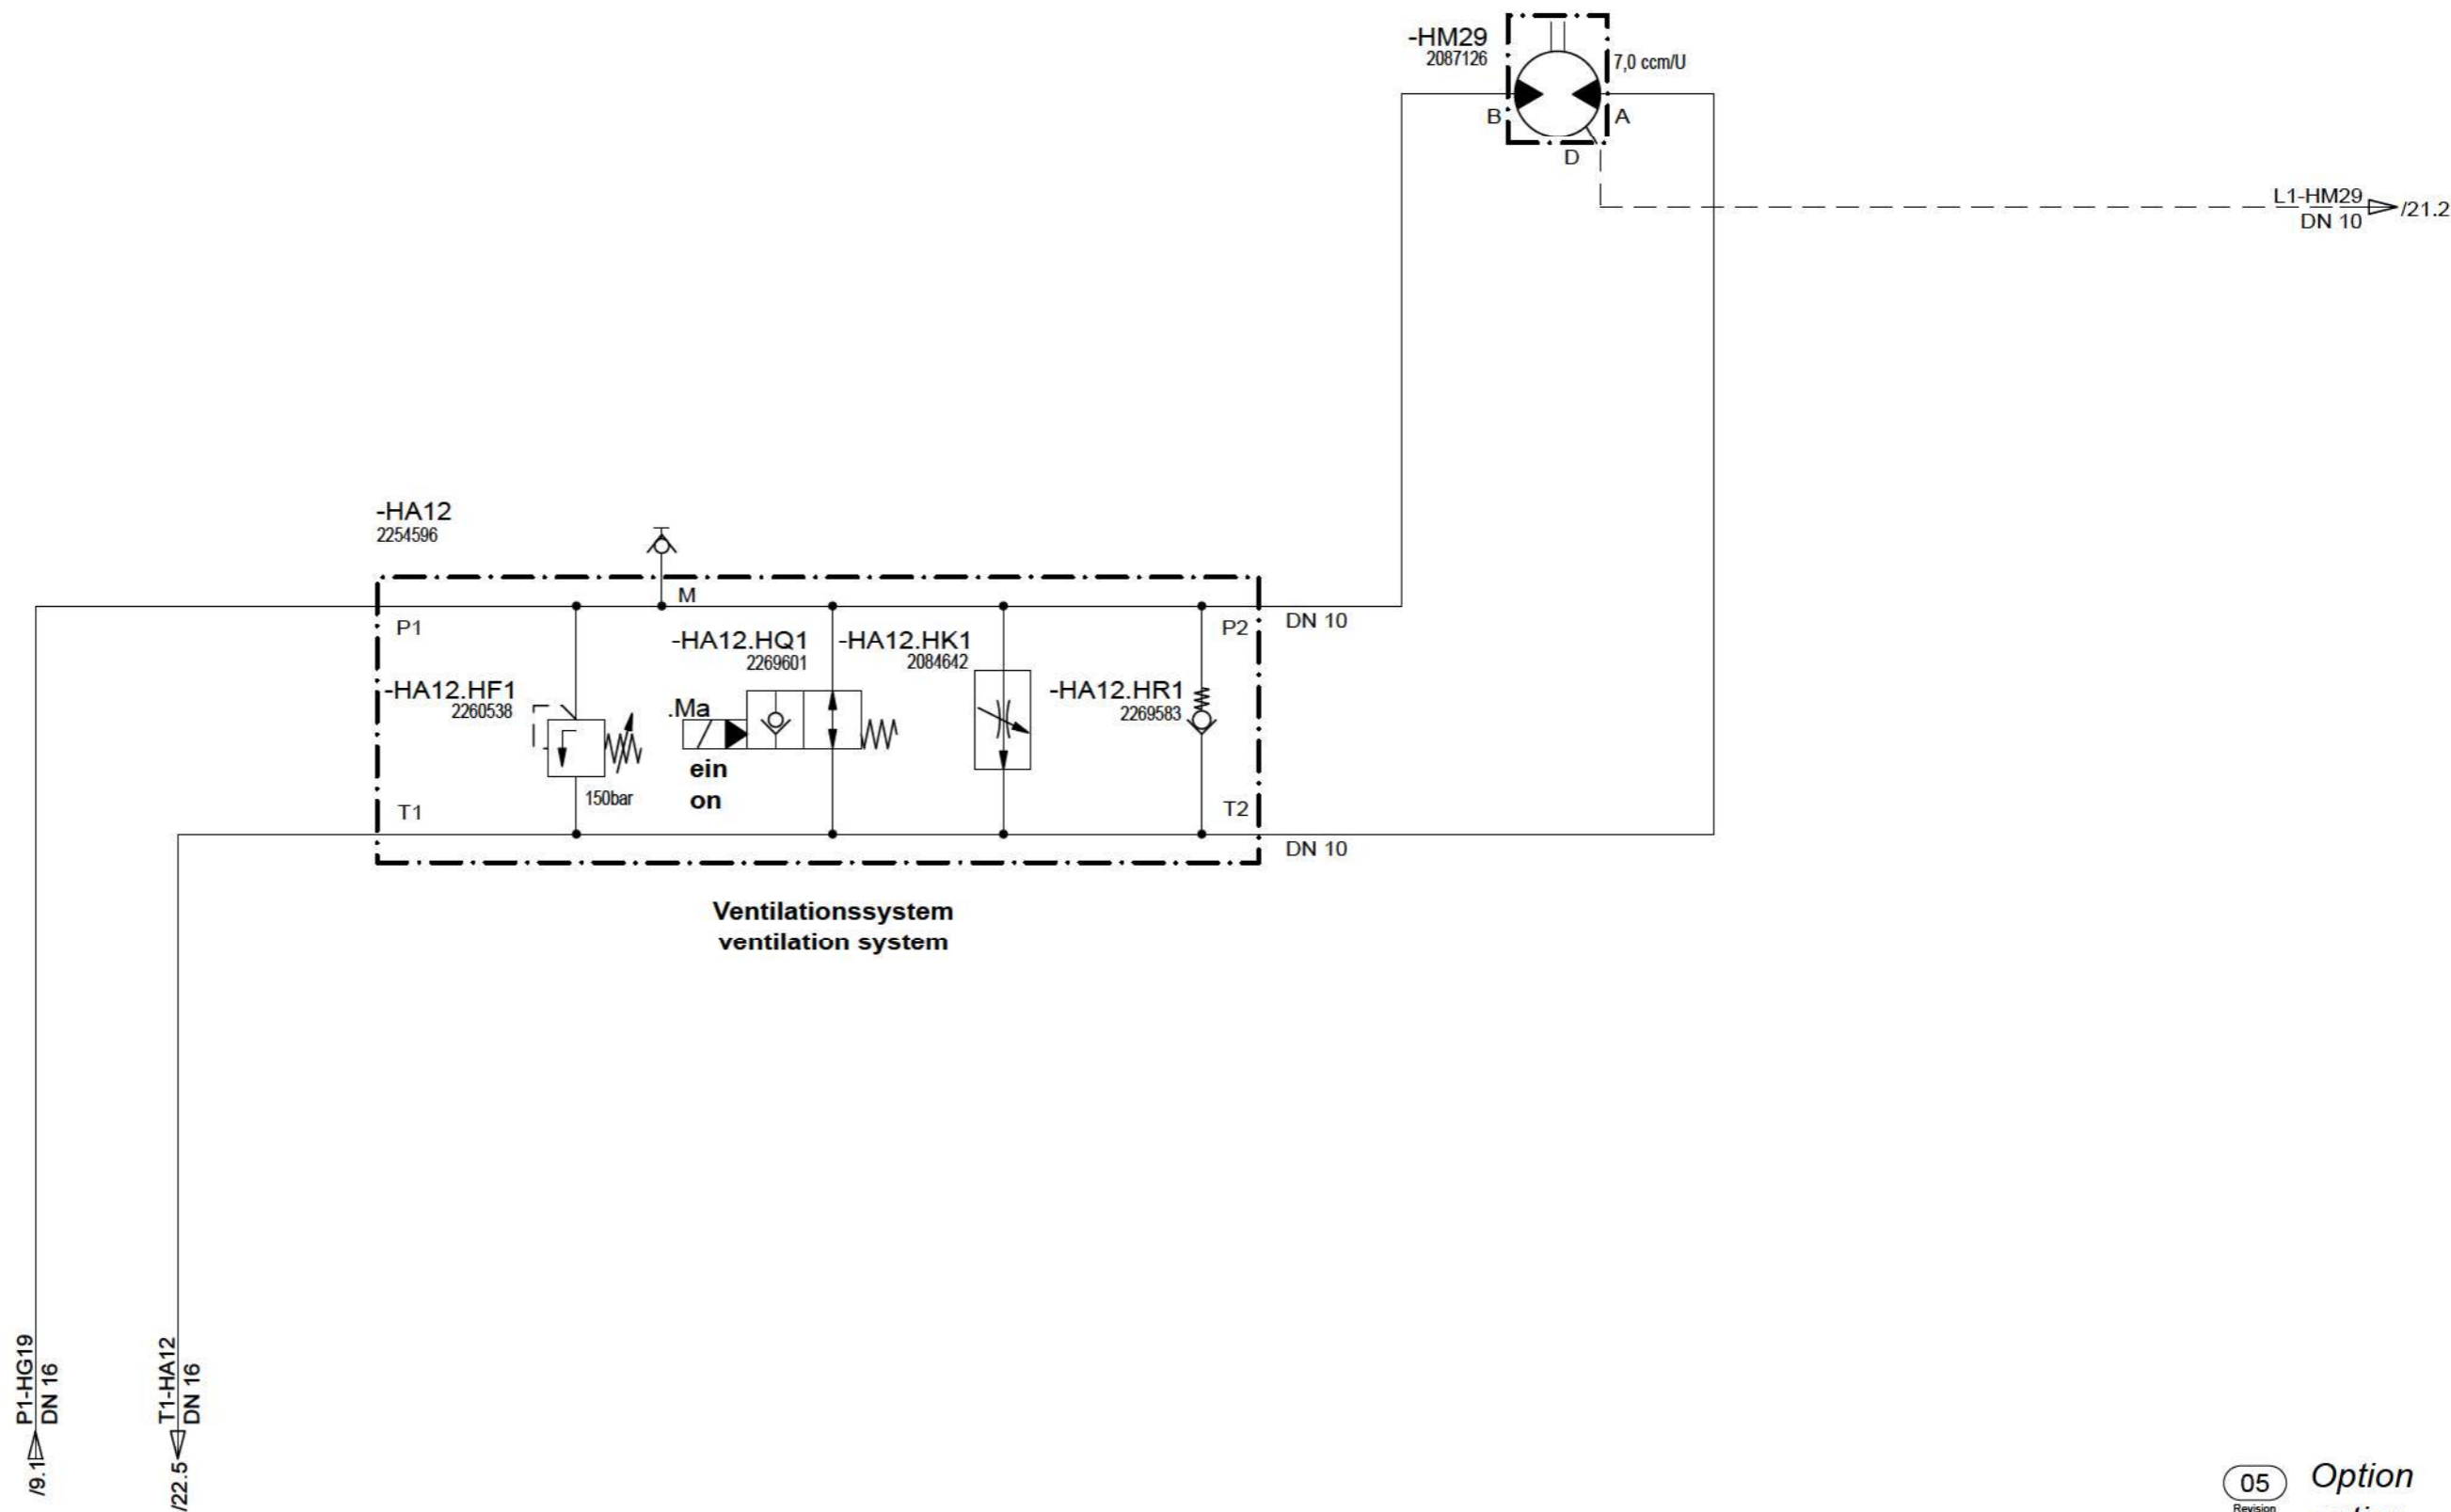 -HM29
2087126
7,0 ccm/U
B
A
D
L1-HM29
DN 10
/21.2
-HA12
2254596
M
P1
P2
DN 10
-HA12.HQ1
2269601
-HA12.HK1
2084642
-HA12.HF1
2260538
.Ma
-HA12.HR1
2269583
ein
on
150bar
T1
T2
DN 10
Ventilationssystem
ventilation system
P1-HG19
DN 16
/9.1
T1-HA12
DN 16
/22.5
05
Revision
Option